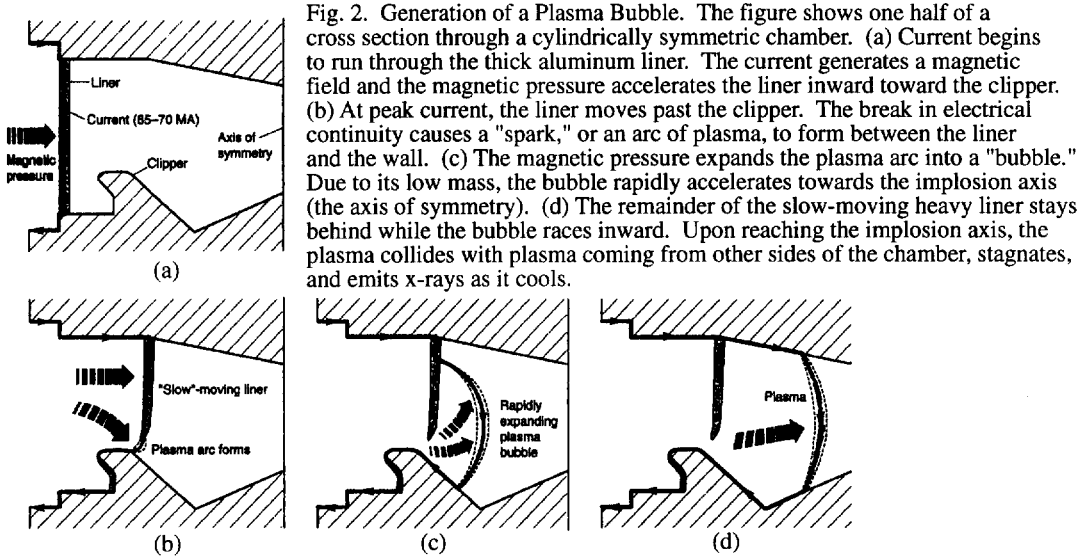 Fig. 2. Generation of a Plasma Bubble. The figure shows one half of a
cross section through a cylindrically symmetric chamber. (a) Current begins
to run through the thick aluminum liner. The current generates a magnetic
field and the magnetic pressure accelerates the liner inward toward the clipper.
(b) At peak current, the liner moves past the clipper. The break in electrical
continuity causes a "spark," or an arc of plasma, to form between the liner
and the wall. (c) The magnetic pressure expands the plasma arc into a "bubble."
Due to its low mass, the bubble rapidly accelerates towards the implosion axis
(the axis of symmetry). (d) The remainder of the slow-moving heavy liner stays
behind while the bubble races inward. Upon reaching the implosion axis, the
plasma collides with plasma coming from other sides of the chamber, stagnates,
and emits x-rays as it cools.
Liner
Current (65–70 MA)
Magnetic
pressure
Clipper
Axis of
symmetry
(a)
"Slow"-moving liner
Plasma arc forms
(b)
Rapidly
expanding
plasma
bubble
(c)
Plasma
(d)